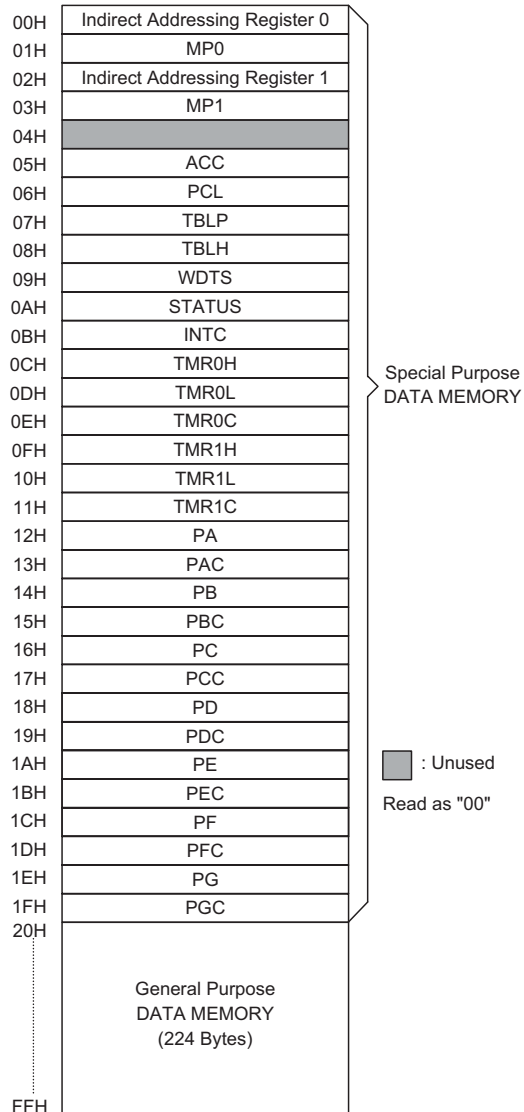 00H Indirect Addressing Register 0
01H MP0
02H Indirect Addressing Register 1
03H MP1
04H
05H ACC
06H PCL
07H TBLP
08H TBLH
09H WDTS
0AH STATUS
0BH INTC
0CH TMR0H
0DH TMR0L
0EH TMR0C
0FH TMR1H
10H TMR1L
11H TMR1C
12H PA
13H PAC
14H PB
15H PBC
16H PC
17H PCC
18H PD
19H PDC
1AH PE
1BH PEC
1CH PF
1DH PFC
1EH PG
1FH PGC
20H
General Purpose
DATA MEMORY
(224 Bytes)
FFH
Special Purpose
DATA MEMORY
: Unused
Read as "00"